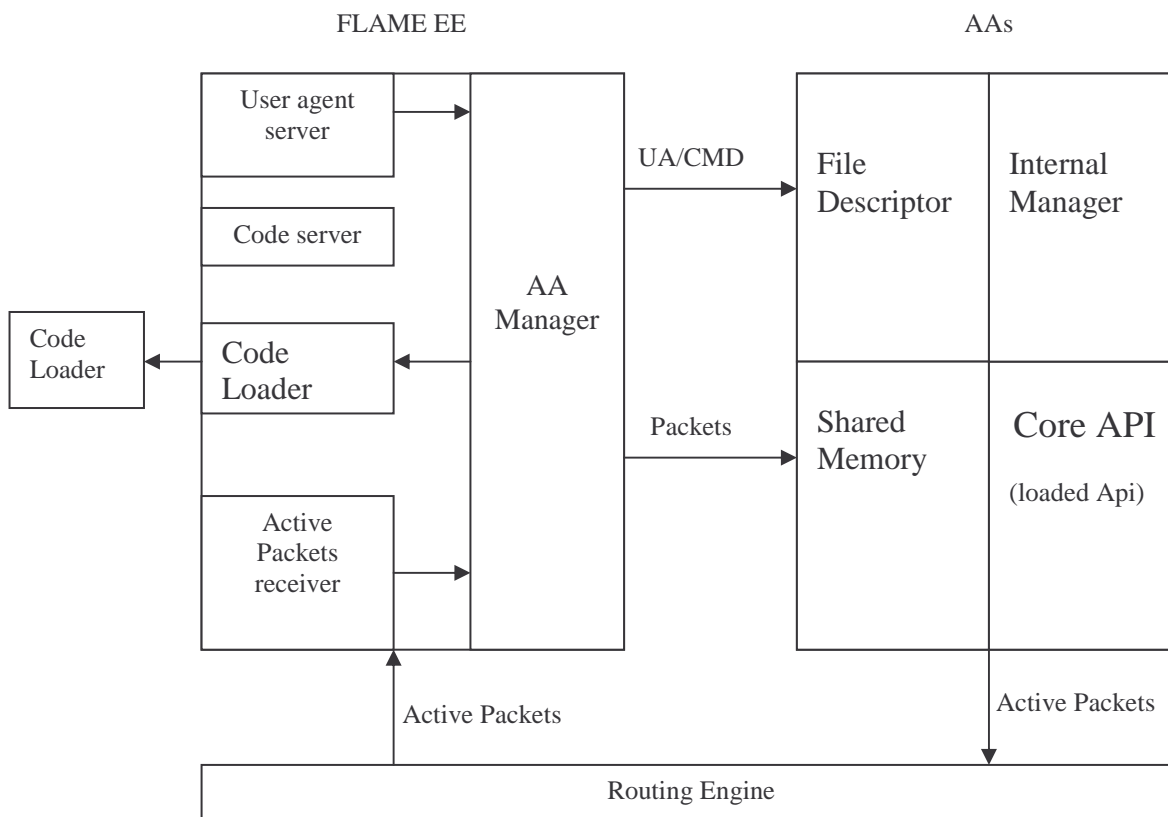 FLAME EE
AAs
User agent
server
UA/CMD
File
Descriptor
Internal
Manager
Code server
AA
Manager
Code
Loader
Code
Loader
Packets
Shared
Memory
Core API
(loaded Api)
Active
Packets
receiver
Active Packets
Active Packets
Routing Engine